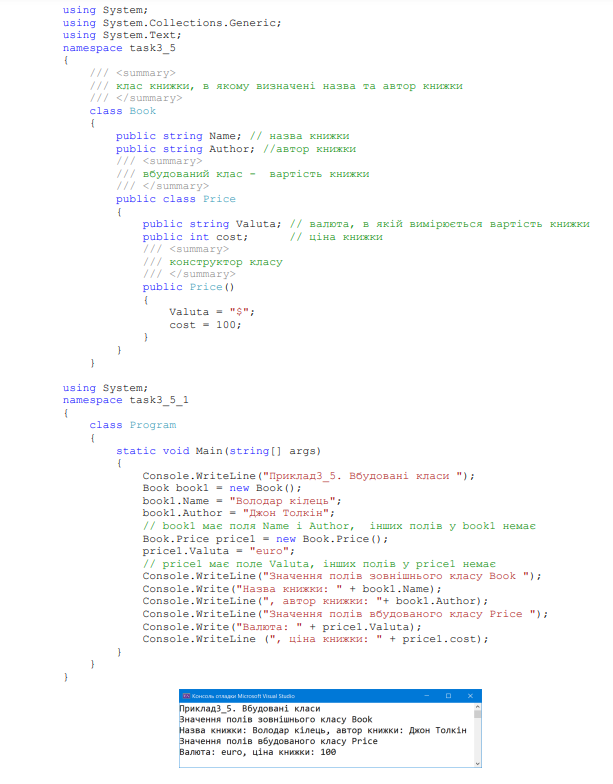 using System;
using System.Collections.Generic;
using System.Text;
namespace task3_5
{
/// <summary>
/// клас книжки, в якому визначені назва та автор книжки
/// </summary>
class Book
{
public string Name; // назва книжки
public string Author; //автор книжки
/// <summary>
/// вбудований клас - вартість книжки
/// </summary>
public class Price
{
public string Valuta; // валюта, в якій вимірюється вартість книжки
public int cost; // ціна книжки
/// <summary>
/// конструктор класу
/// </summary>
public Price()
{
Valuta = "$";
cost = 100;
}
}
}
using System;
namespace task3_5_1
{
class Program
{
static void Main(string[] args)
{
Console.WriteLine("Приклад3_5. Вбудовані класи ");
Book book1 = new Book();
book1.Name = "Володар кілець";
book1.Author = "Джон Толкін";
// book1 має поля Name і Author, інших полів у book1 немає
Book.Price price1 = new Book.Price();
price1.Valuta = "euro";
// price1 має поле Valuta, інших полів у price1 немає
Console.WriteLine("Значення полів зовнішнього класу Book ");
Console.Write("Назва книжки: " + book1.Name);
Console.WriteLine(", автор книжки: "+ book1.Author);
Console.WriteLine("Значення полів вбудованого класу Price ");
Console.Write("Валюта: " + price1.Valuta);
Console.WriteLine (", ціна книжки: " + price1.cost);
}
}
}
Консоль отладки Microsoft Visual Studio
Приклад3_5. Вбудовані класи
Значення полів зовнішнього класу Book
Назва книжки: Володар кілець, автор книжки: Джон Толкін
Значення полів вбудованого класу Price
Валюта: euro, ціна книжки: 100